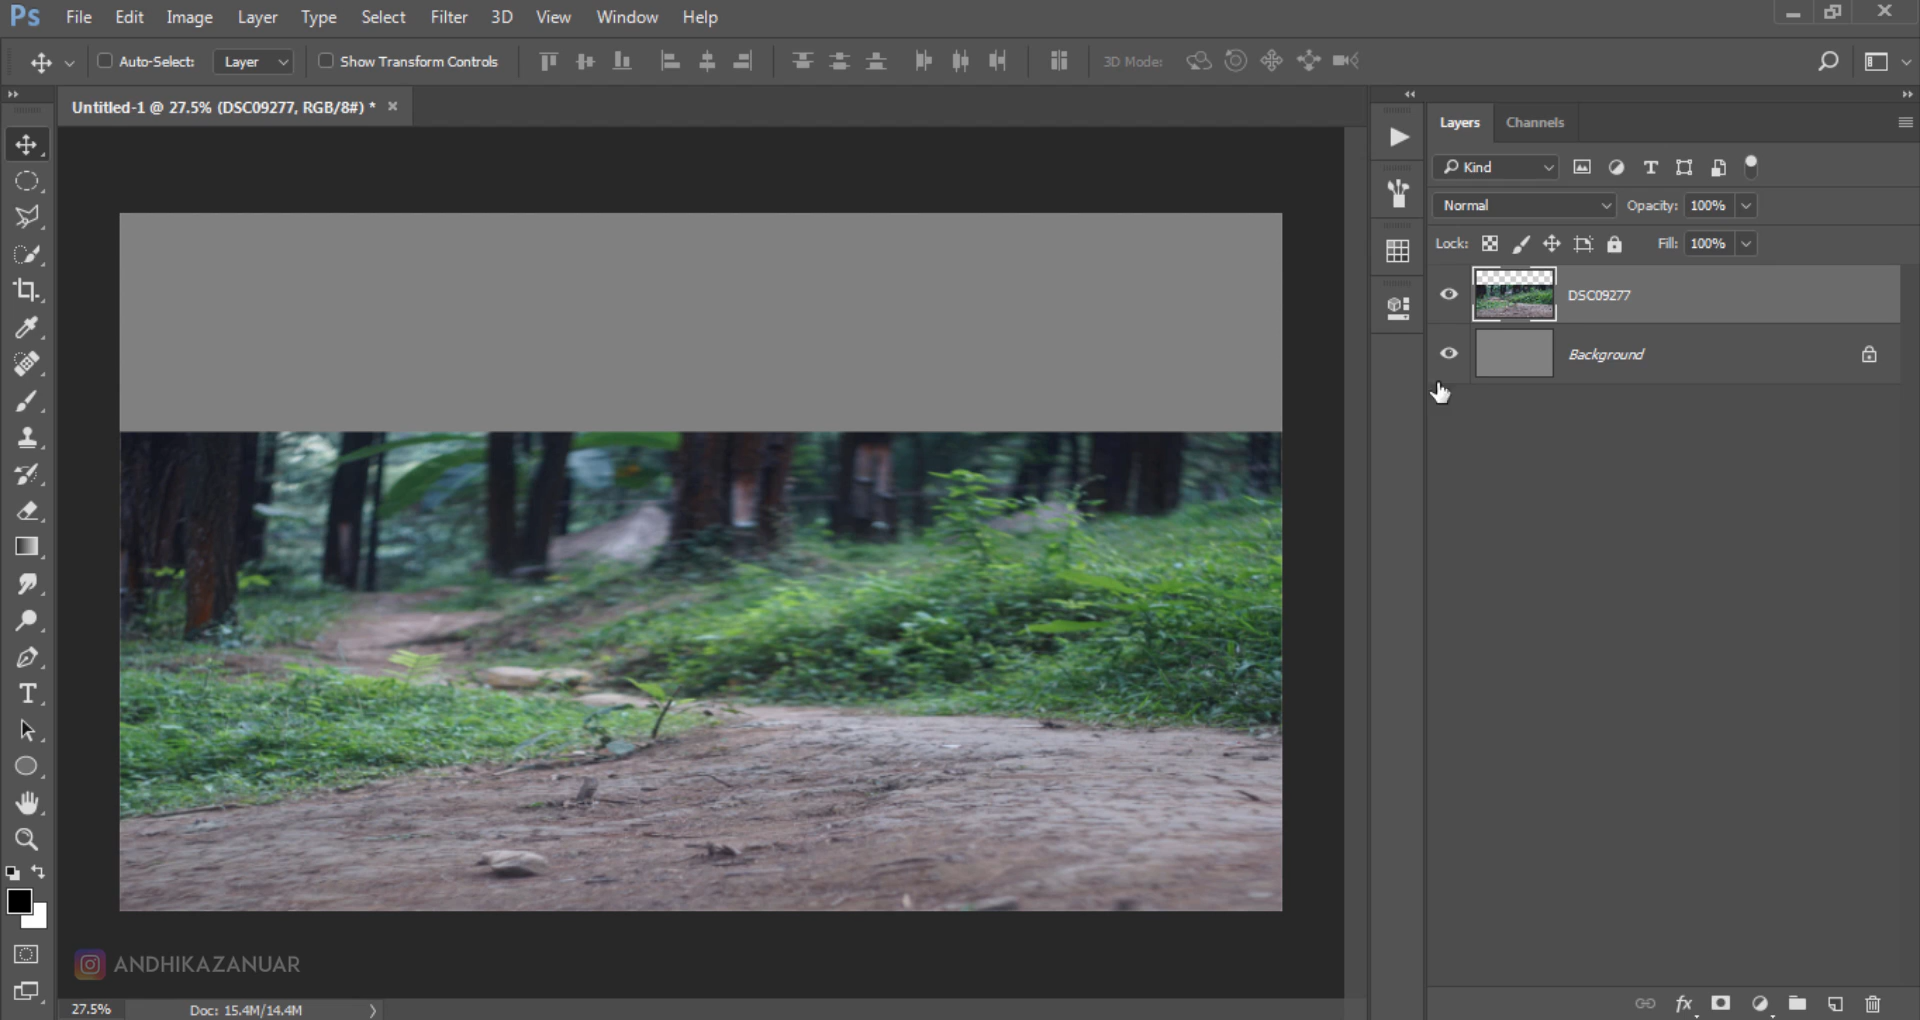 Ps File Edit Image Layer Type Select Filter 3D View Window Help
Auto-Select: Layer Show Transform Controls 3D Mode:
Untitled-1 @ 27.5% (DSC09277, RGB/8#) * ×
Layers Channels
Kind
Normal Opacity: 100%
Lock: Fill: 100%
DSC09277
Background
ANDHIKAZANUAR
27.5% Doc: 15.4M/14.4M
fx